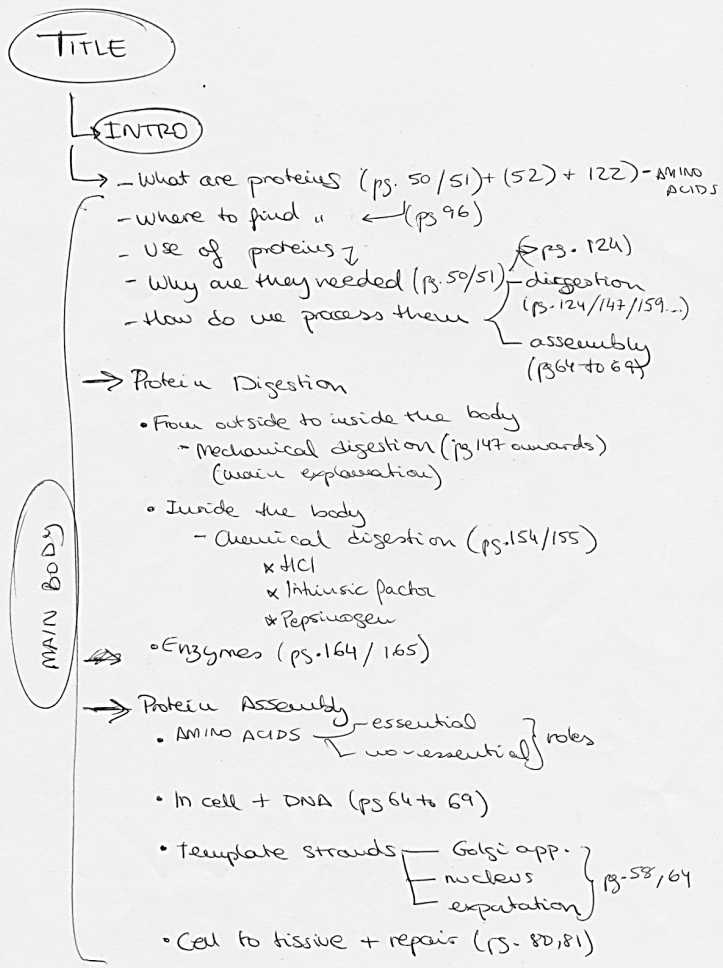 TITLE
INTRO
- What are proteins (pg. 50/51) + (52) + 122) - AMINO ACIDS
- Where to find " (pg 96)
- Use of proteins
(pg. 124)
- Why are they needed (pg. 50/51)
- digestion
(pg. 124/147/159...)
- How do we process them
assembly
(pg 64 to 69)
MAIN BODY
→ Protein Digestion
• From outside to inside the body
- Mechanical digestion (pg 147 onwards)
(main explanation)
• Inside the body
- Chemical digestion (pg. 154/155)
* HCl
* Intrinsic factor
* Pepsinogen
• Enzymes (pg. 164/165)
→ Protein Assembly
• AMINO ACIDS
essential
no-essential
roles
• In cell + DNA (pg 64 to 69)
• Template strands
Golgi app.
nucleus
exportation
pg. 58, 64
• Cell to tissive + repair (pg. 80, 81)